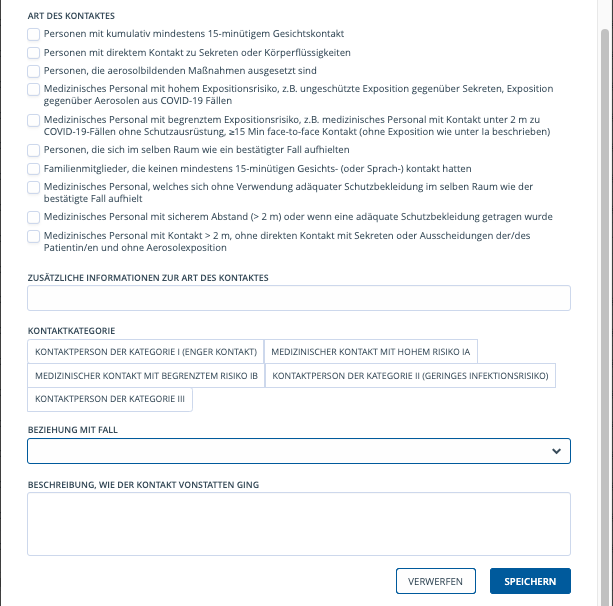 ART DES KONTAKTES
Personen mit kumulativ mindestens 15-minütigem Gesichtskontakt
Personen mit direktem Kontakt zu Sekreten oder Körperflüssigkeiten
Personen, die aerosolbildenden Maßnahmen ausgesetzt sind
Medizinisches Personal mit hohem Expositionsrisiko, z.B. ungeschützte Exposition gegenüber Sekreten, Exposition
gegenüber Aerosolen aus COVID-19 Fällen
Medizinisches Personal mit begrenztem Expositionsrisiko, z.B. medizinisches Personal mit Kontakt unter 2 m zu
COVID-19-Fällen ohne Schutzausrüstung, ≥15 Min face-to-face Kontakt (ohne Exposition wie unter Ia beschrieben)
Personen, die sich im selben Raum wie ein bestätigter Fall aufhielten
Familienmitglieder, die keinen mindestens 15-minütigen Gesichts- (oder Sprach-) kontakt hatten
Medizinisches Personal, welches sich ohne Verwendung adäquater Schutzbekleidung im selben Raum wie der
bestätigte Fall aufhielt
Medizinisches Personal mit sicherem Abstand (> 2 m) oder wenn eine adäquate Schutzbekleidung getragen wurde
Medizinisches Personal mit Kontakt > 2 m, ohne direkten Kontakt mit Sekreten oder Ausscheidungen der/des
Patientin/en und ohne Aerosolexposition
ZUSÄTZLICHE INFORMATIONEN ZUR ART DES KONTAKTES
KONTAKTKATEGORIE
KONTAKTPERSON DER KATEGORIE I (ENGER KONTAKT) MEDIZINISCHER KONTAKT MIT HOHEM RISIKO IA
MEDIZINISCHER KONTAKT MIT BEGRENZTEM RISIKO IB KONTAKTPERSON DER KATEGORIE II (GERINGES INFEKTIONSRISIKO)
KONTAKTPERSON DER KATEGORIE III
BEZIEHUNG MIT FALL
BESCHREIBUNG, WIE DER KONTAKT VONSTATTEN GING
VERWERFEN SPEICHERN